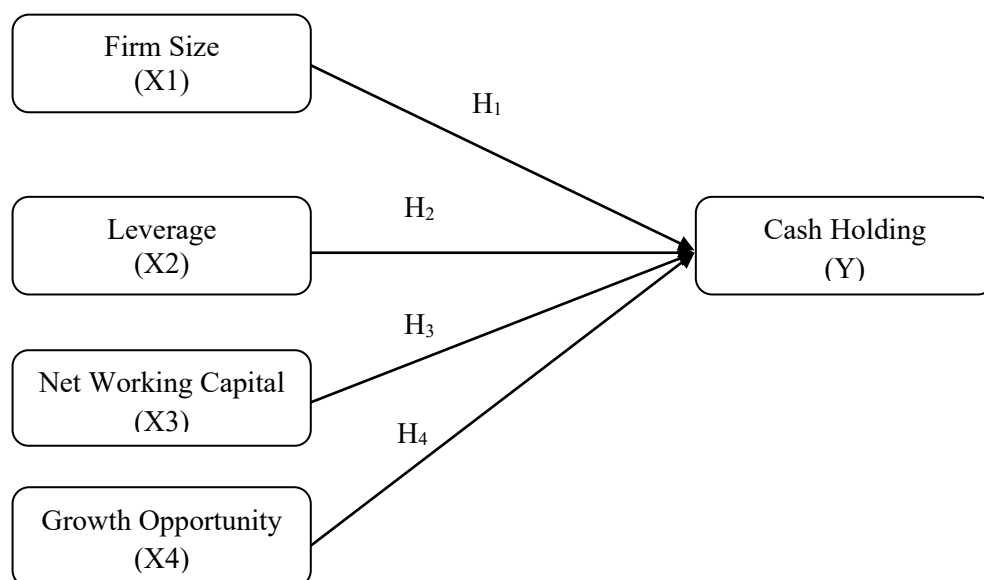 Firm Size
(X1)
H₁
Leverage
(X2)
H₂
Cash Holding
(Y)
Net Working Capital
(X3)
H₃
Growth Opportunity
(X4)
H₄